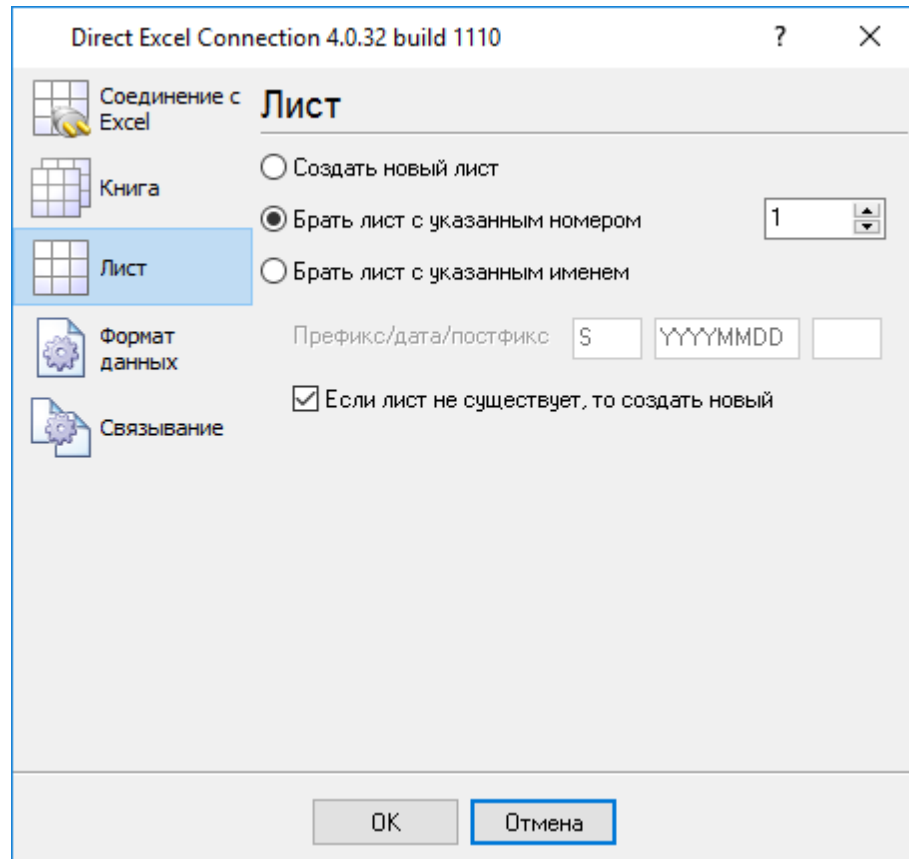 Direct Excel Connection 4.0.32 build 1110
?
Соединение с
Excel
Книга
Лист
Формат
данных
Связывание
Лист
Создать новый лист
Брать лист с указанным номером
1
Брать лист с указанным именем
Префикс/дата/постфикс
S
YYYYMMDD
Если лист не существует, то создать новый
OK
Отмена